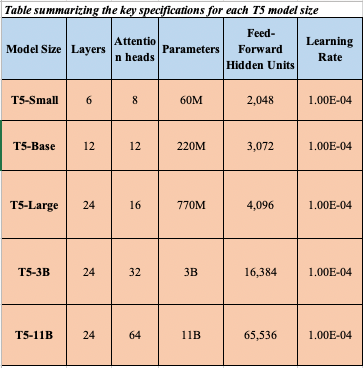 Table summarizing the key specifications for each T5 model size
Model Size Layers Attentio n heads Parameters Feed- Forward Hidden Units Learning Rate
T5-Small 6 8 60M 2,048 1.00E-04
T5-Base 12 12 220M 3,072 1.00E-04
T5-Large 24 16 770M 4,096 1.00E-04
T5-3B 24 32 3B 16,384 1.00E-04
T5-11B 24 64 11B 65,536 1.00E-04